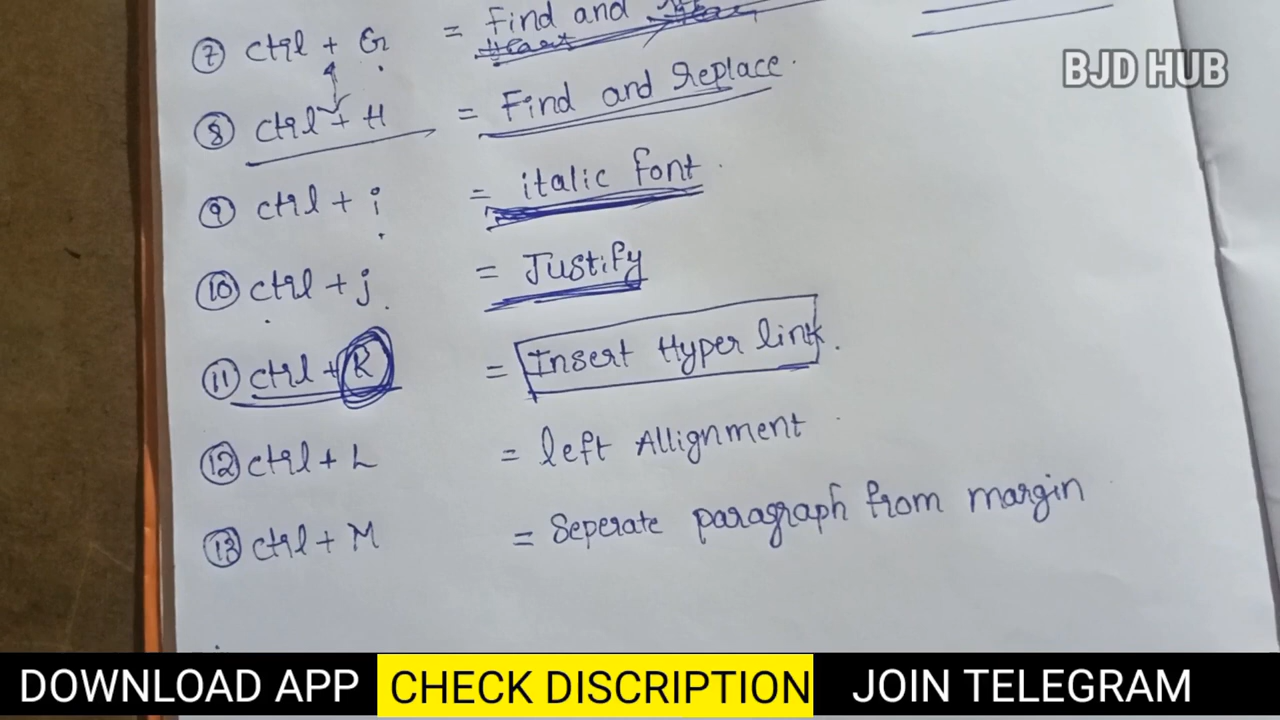 ⑦ ctrl + G = Find and
BJD HUB
⑧ ctrl + H = Find and Replace.
⑨ ctrl + i = italic font
⑩ ctrl + j = Justify
⑪ ctrl + K = Insert Hyper link.
⑫ ctrl + L = left Allignment
⑬ ctrl + M = Seperate paragraph from margin
DOWNLOAD APP CHECK DISCRIPTION JOIN TELEGRAM